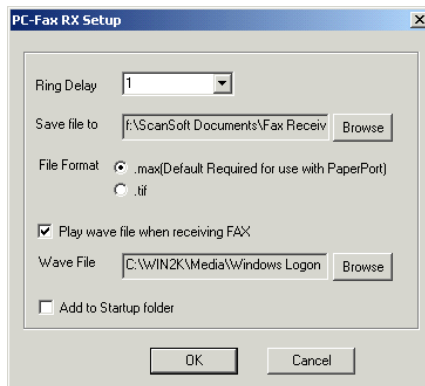 PC-Fax RX Setup
Ring Delay 1
Save file to f:\ScanSoft Documents\Fax Receiv Browse
File Format .max(Default Required for use with PaperPort)
.tif
Play wave file when receiving FAX
Wave File C:\WIN2K\Media\Windows Logon Browse
Add to Startup folder
OK Cancel